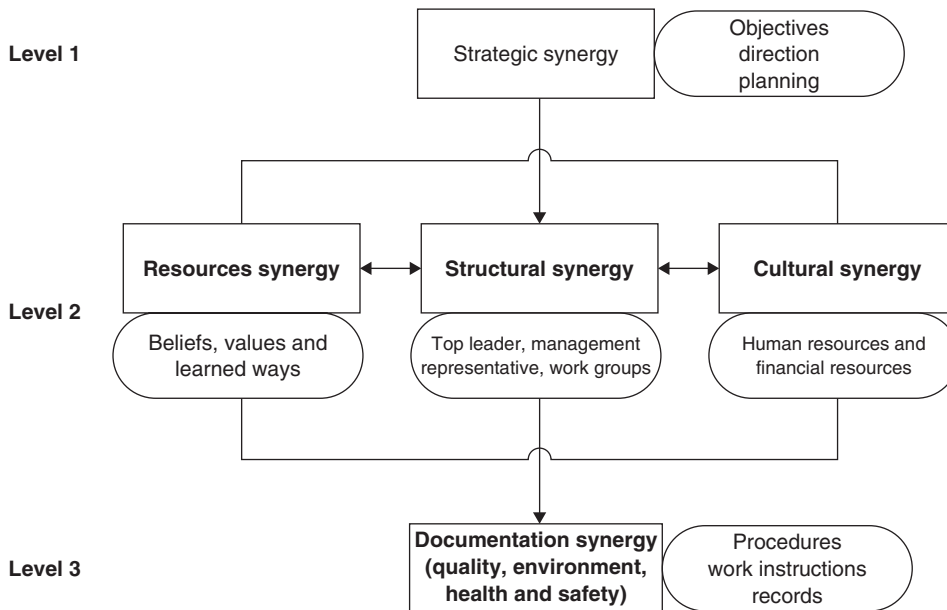 Level 1
Strategic synergy
Objectives
direction
planning
Level 2
Resources synergy
Structural synergy
Cultural synergy
Beliefs, values and
learned ways
Top leader, management
representative, work groups
Human resources and
financial resources
Level 3
Documentation synergy
(quality, environment,
health and safety)
Procedures
work instructions
records